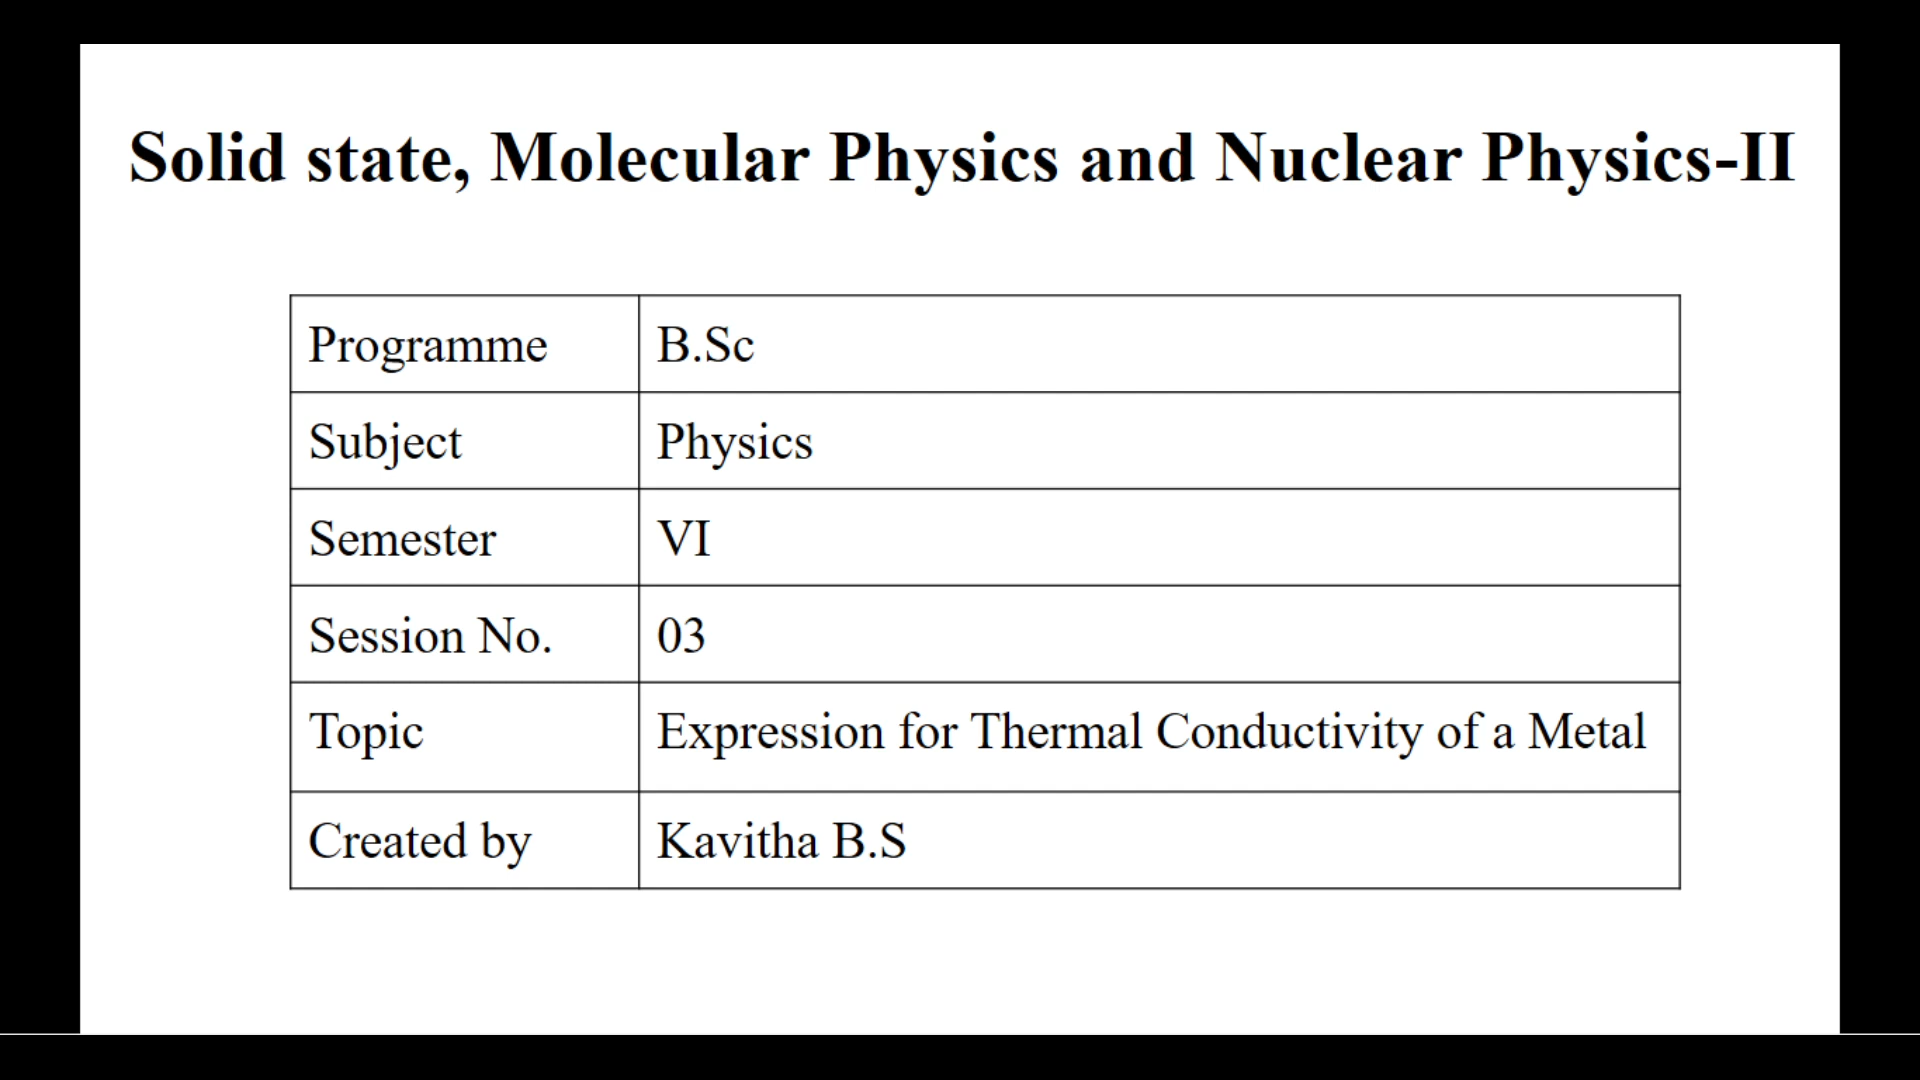 Solid state, Molecular Physics and Nuclear Physics-II
Programme B.Sc
Subject Physics
Semester VI
Session No. 03
Topic Expression for Thermal Conductivity of a Metal
Created by Kavitha B.S